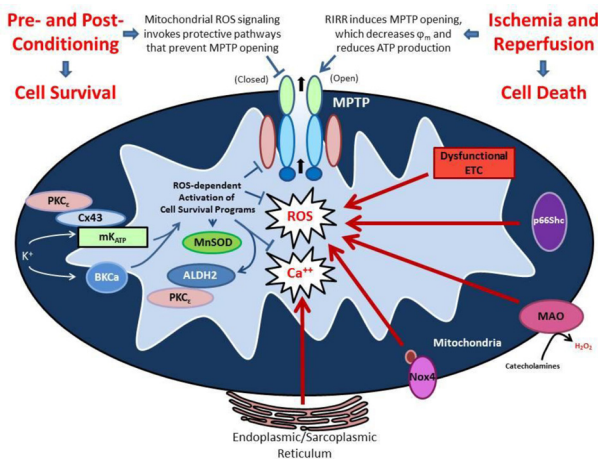 Pre- and Post-
Conditioning
Cell Survival
Mitochondrial ROS signaling
invokes protective pathways
that prevent MPTP opening
RIRR induces MPTP opening,
which decreases φm and
reduces ATP production
Ischemia and
Reperfusion
Cell Death
(Closed)
(Open)
MPTP
ROS-dependent
Activation of
Cell Survival Programs
Dysfunctional
ETC
PKCε
Cx43
mKATP
K⁺
BKCa
MnSOD
ALDH2
PKCε
ROS
Ca⁺⁺
p66Shc
MAO
H₂O₂
Catecholamines
Mitochondria
Nox4
Endoplasmic/Sarcoplasmic
Reticulum